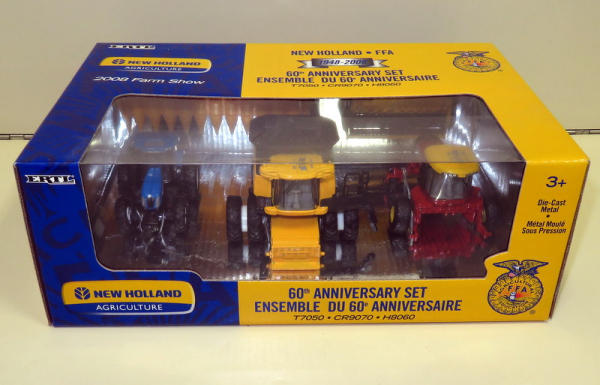 ERTL
NEW HOLLAND
AGRICULTURE
2008 Farm Show
NEW HOLLAND • FFA
1948-2008
60th ANNIVERSARY SET
ENSEMBLE DU 60e ANNIVERSAIRE
T7050 • CR9070 • H8060
ERTL
3+
Die-Cast
Metal
•
Métal Moulé
Sous Pression
NEW HOLLAND
AGRICULTURE
60th ANNIVERSARY SET
ENSEMBLE DU 60e ANNIVERSAIRE
T7050 • CR9070 • H8060
FFA